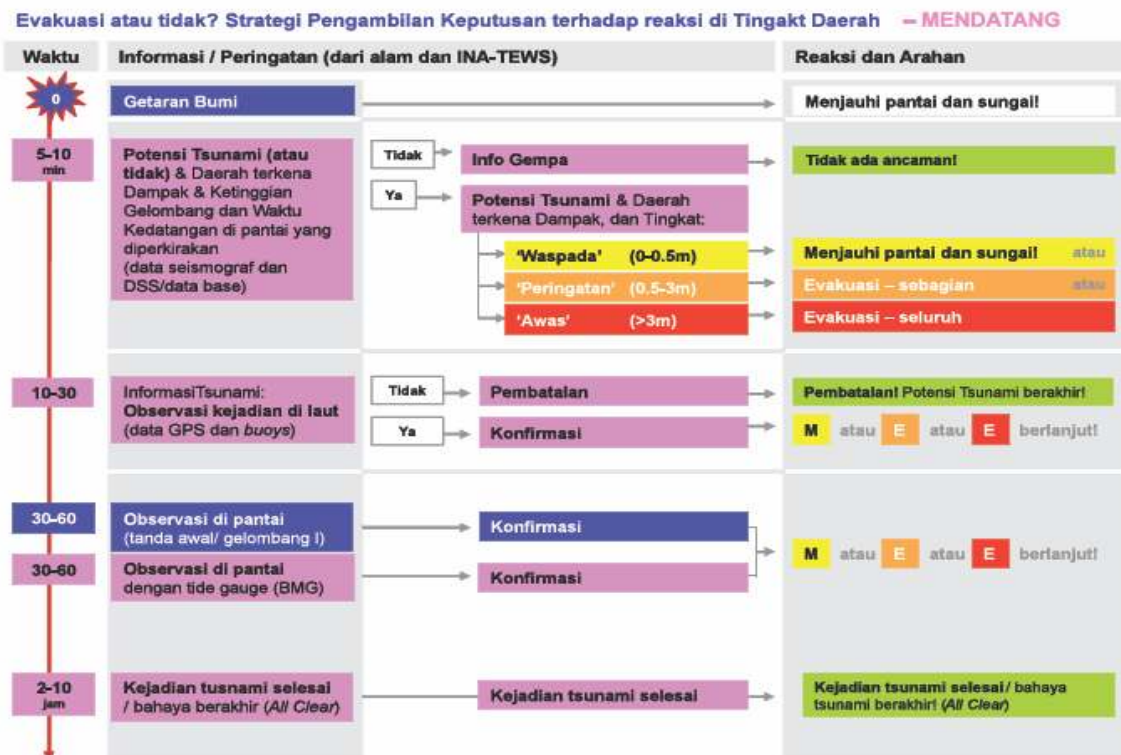 Evakuasi atau tidak? Strategi Pengambilan Keputusan terhadap reaksi di Tingakt Daerah – MENDATANG
Waktu
Informasi / Peringatan (dari alam dan INA-TEWS)
Reaksi dan Arahan
0
Getaran Bumi
Menjauhi pantai dan sungai!
5-10
min
Potensi Tsunami (atau
tidak) & Daerah terkena
Dampak & Ketinggian
Gelombang dan Waktu
Kedatangan di pantai yang
diperkirakan
(data seismograf dan
DSS/data base)
Tidak
Info Gempa
Tidak ada ancaman!
Ya
Potensi Tsunami & Daerah
terkena Dampak, dan Tingkat:
'Waspada' (0-0.5m)
Menjauhi pantai dan sungai! atau
'Peringatan' (0.5-3m)
Evakuasi – sebagian atau
'Awas' (>3m)
Evakuasi – seluruh
10-30
InformasiTsunami:
Observasi kejadian di laut
(data GPS dan buoys)
Tidak
Pembatalan
Pembatalan! Potensi Tsunami berakhir!
Ya
Konfirmasi
M atau E atau E berlanjut!
30-60
Observasi di pantai
(tanda awal/ gelombang I)
Konfirmasi
M atau E atau E berlanjut!
30-60
Observasi di pantai
dengan tide gauge (BMG)
Konfirmasi
2-10
jam
Kejadian tusnami selesai
/ bahaya berakhir (All Clear)
Kejadian tsunami selesai
Kejadian tsunami selesai / bahaya
tsunami berakhir! (All Clear)